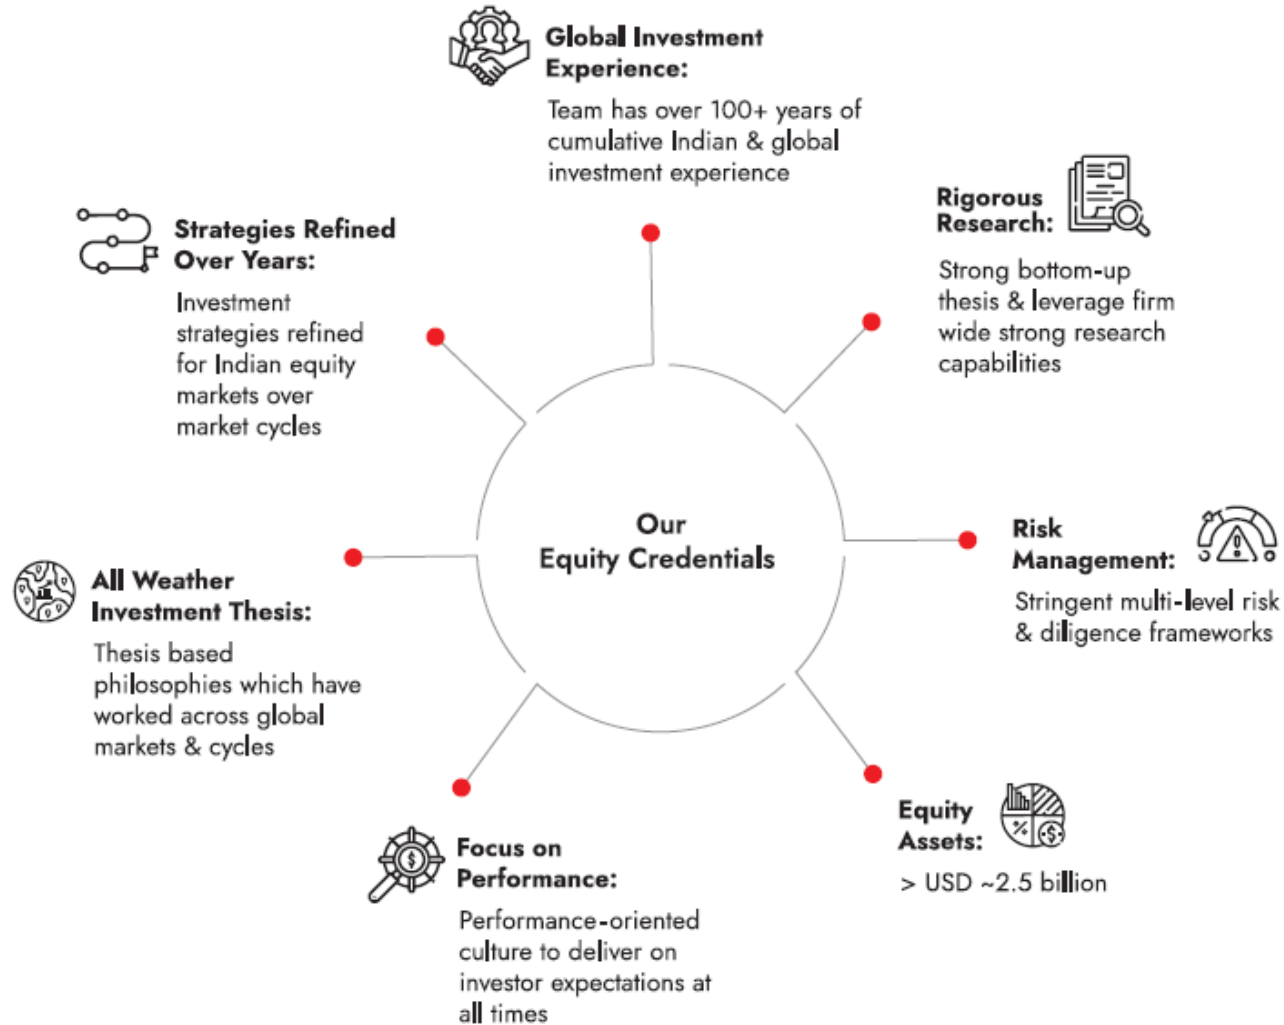 Global Investment
Experience:
Team has over 100+ years of
cumulative Indian & global
investment experience
Rigorous
Research:
Strong bottom-up
thesis & leverage firm
wide strong research
capabilities
Risk
Management:
Stringent multi-level risk
& diligence frameworks
Equity
Assets:
> USD ~2.5 billion
Focus on
Performance:
Performance-oriented
culture to deliver on
investor expectations at
all times
All Weather
Investment Thesis:
Thesis based
philosophies which have
worked across global
markets & cycles
Strategies Refined
Over Years:
Investment
strategies refined
for Indian equity
markets over
market cycles
Our
Equity Credentials